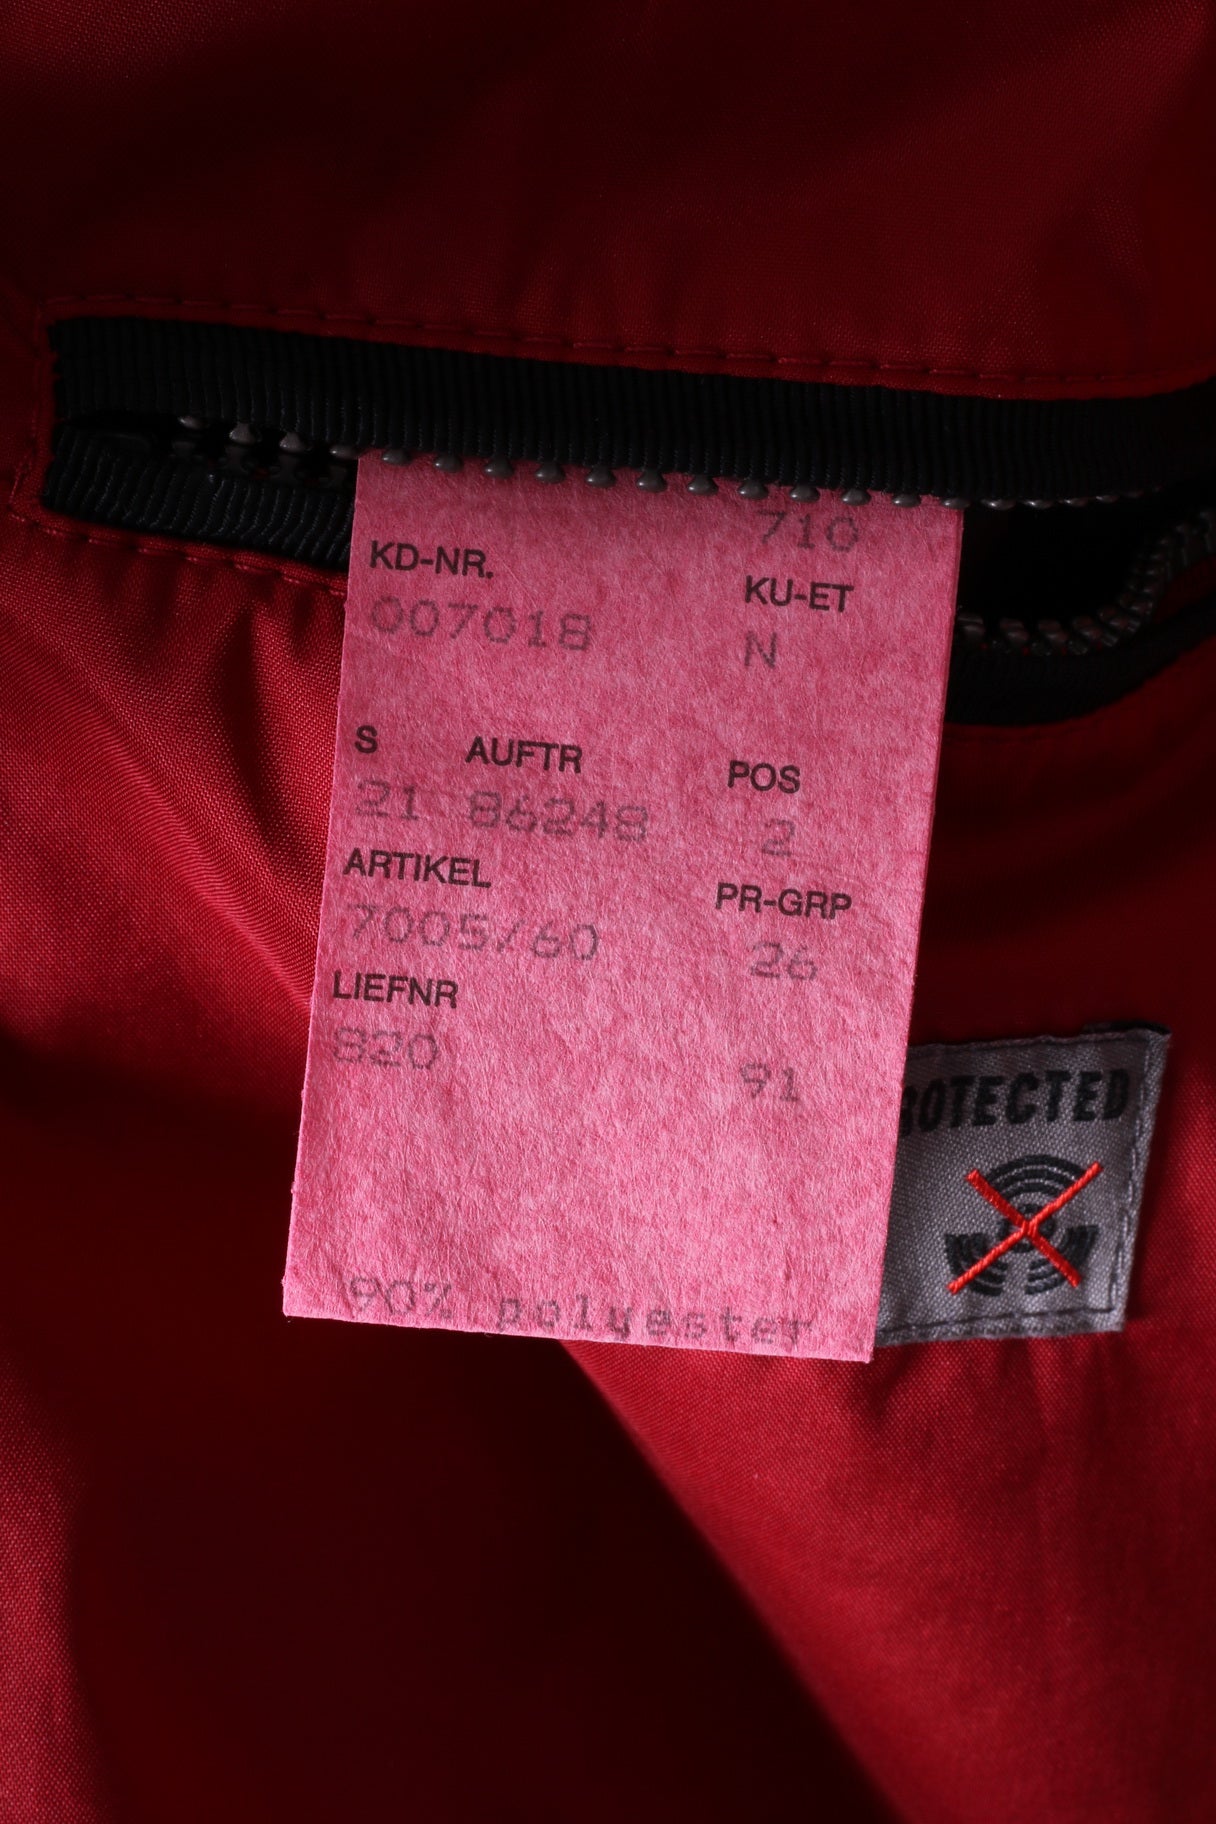 710
KD-NR. KU-ET
007018 N
S AUFTR POS
21 86248 2
ARTIKEL PR-GRP
7005/60 26
LIEFNR
820 91
90% polyester
ROTECTED